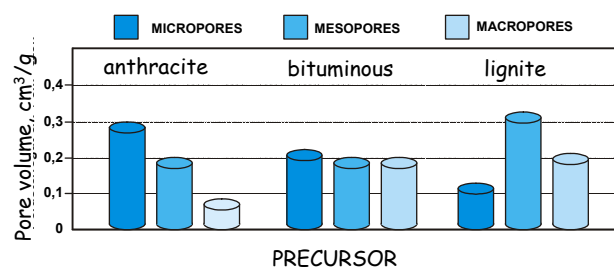 MICROPORES MESOPORES MACROPORES
anthracite bituminous lignite
Pore volume, cm³/g
0,4
0,3
0,2
0,1
0
PRECURSOR